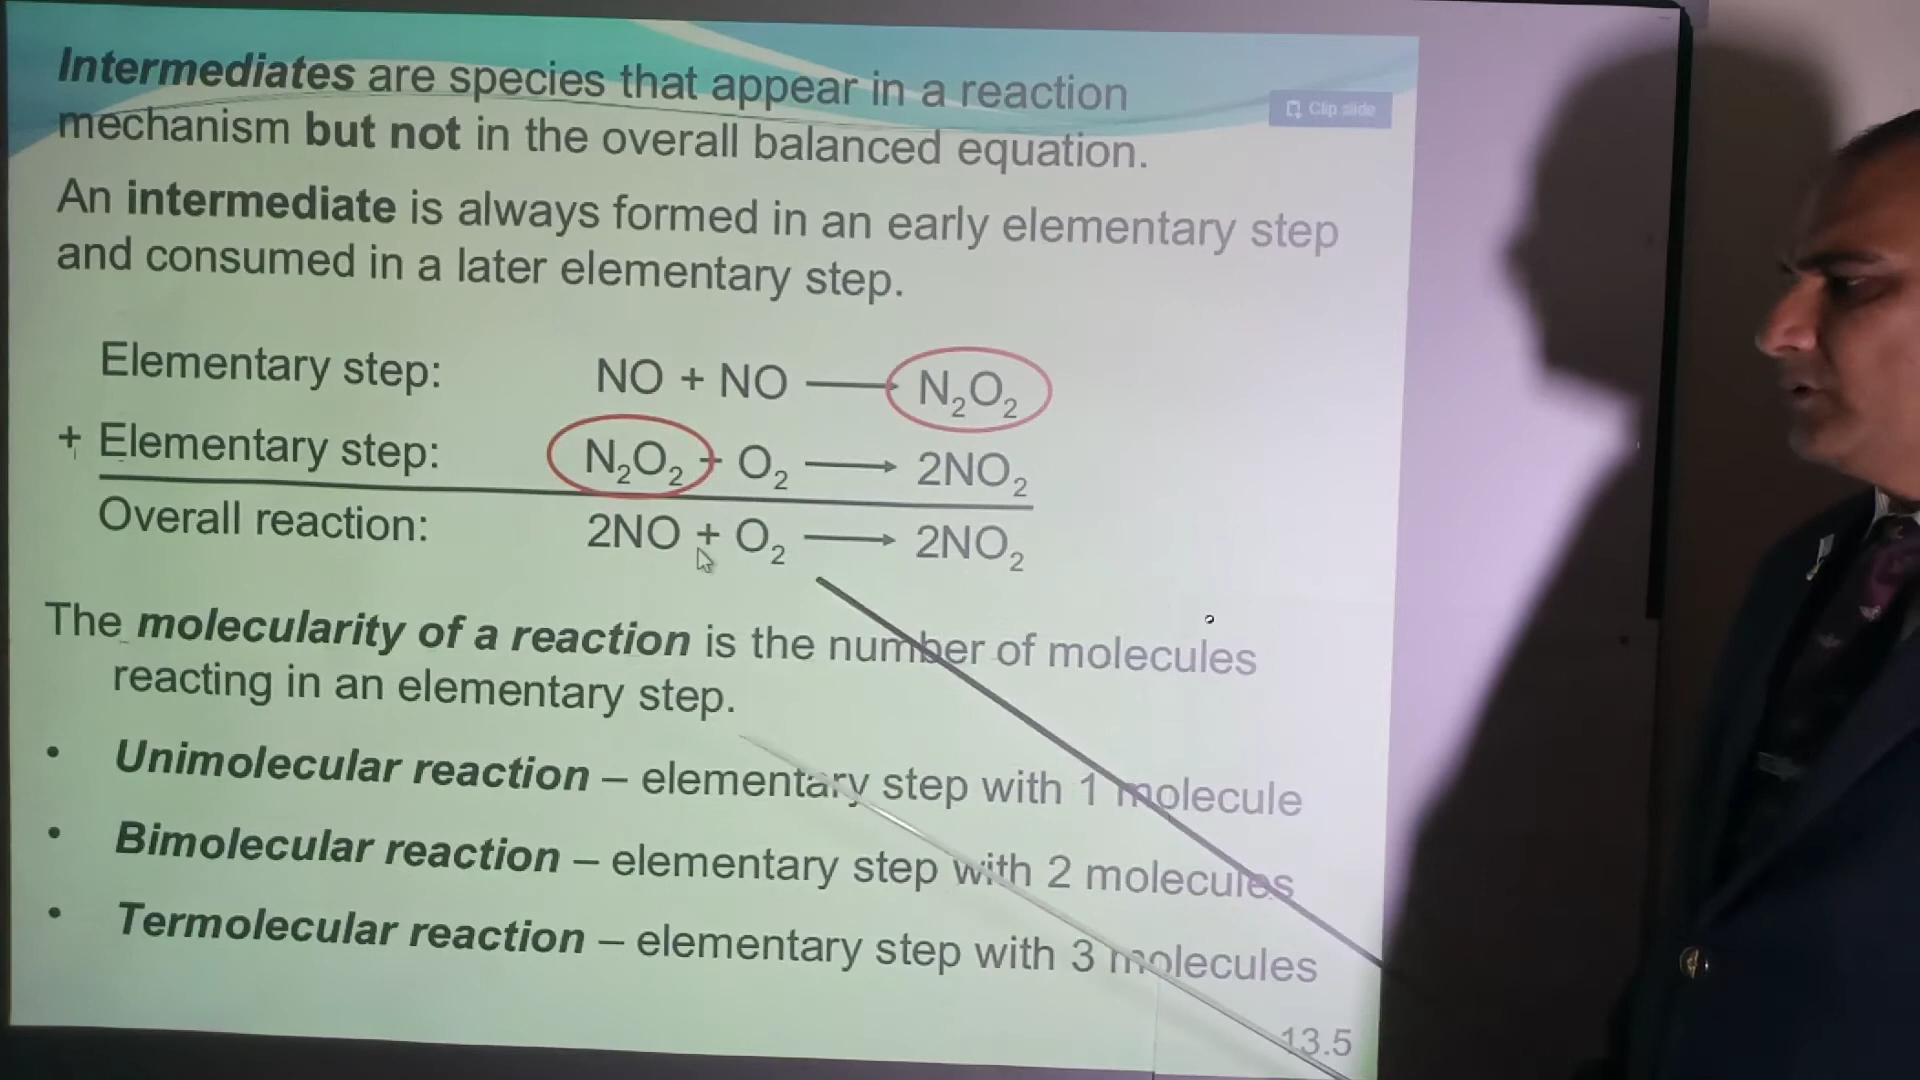 Intermediates are species that appear in a reaction
mechanism but not in the overall balanced equation.
Clip slide
An intermediate is always formed in an early elementary step
and consumed in a later elementary step.
Elementary step: NO + NO → N₂O₂
+ Elementary step: N₂O₂ + O₂ → 2NO₂
Overall reaction: 2NO + O₂ → 2NO₂
The molecularity of a reaction is the number of molecules
reacting in an elementary step.
• Unimolecular reaction – elementary step with 1 molecule
• Bimolecular reaction – elementary step with 2 molecules
• Termolecular reaction – elementary step with 3 molecules
13.5